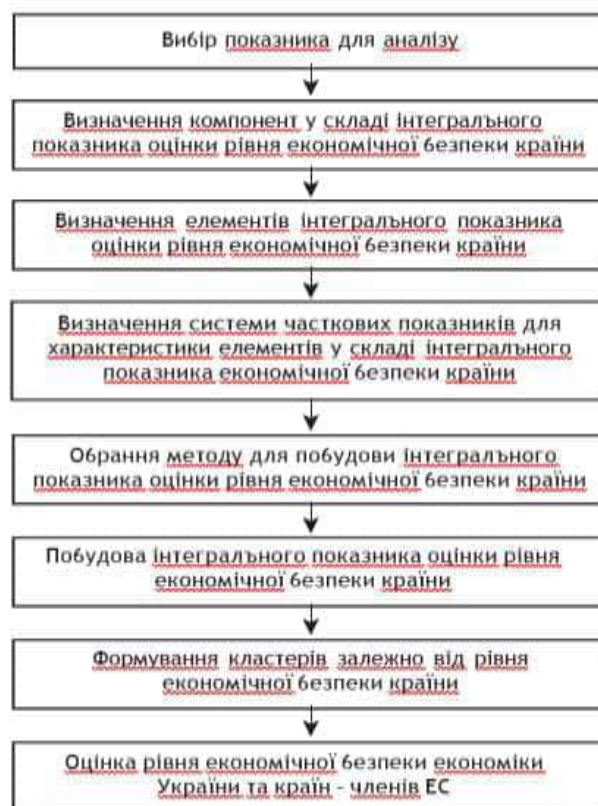 Вибір показника для аналізу
Визначення компонент у складі інтегрального
показника оцінки рівня економічної безпеки країни
Визначення елементів інтегрального показника
оцінки рівня економічної безпеки країни
Визначення системи часткових показників для
характеристики елементів у складі інтегрального
показника економічної безпеки країни
Обрання методу для побудови інтегрального
показника оцінки рівня економічної безпеки країни
Побудова інтегрального показника оцінки рівня
економічної безпеки країни
Формування кластерів залежно від рівня
економічної безпеки країни
Оцінка рівня економічної безпеки економіки
України та країн - членів ЕС